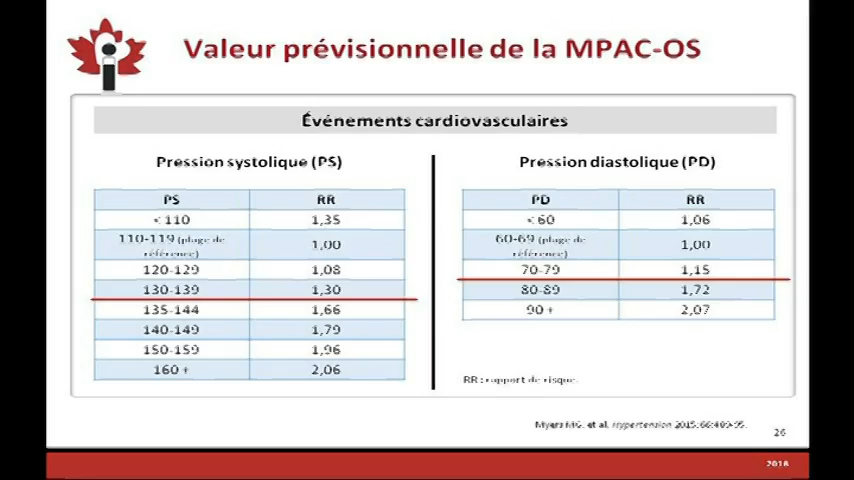 Valeur prévisionnelle de la MPAC-OS
Événements cardiovasculaires
Pression systolique (PS)
PS RR
< 110 1,35
110-119 (plage de référence) 1,00
120-129 1,08
130-139 1,30
135-144 1,66
140-149 1,79
150-159 1,96
160 + 2,06
Pression diastolique (PD)
PD RR
< 60 1,06
60-69 (plage de référence) 1,00
70-79 1,15
80-89 1,72
90 + 2,07
RR : rapport de risque.
Myers MG. et al. Hypertension 2015;66:489-95.
26
2018